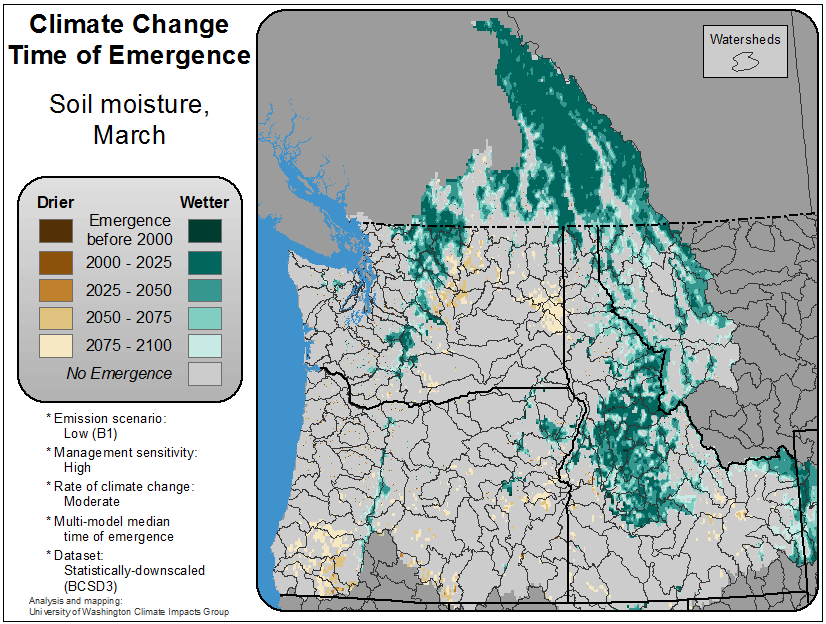 Climate Change
Time of Emergence
Soil moisture,
March
Drier
Wetter
Emergence
before 2000
2000 - 2025
2025 - 2050
2050 - 2075
2075 - 2100
No Emergence
* Emission scenario:
Low (B1)
* Management sensitivity:
High
* Rate of climate change:
Moderate
* Multi-model median
time of emergence
* Dataset:
Statistically-downscaled
(BCSD3)
Analysis and mapping:
University of Washington Climate Impacts Group
Watersheds